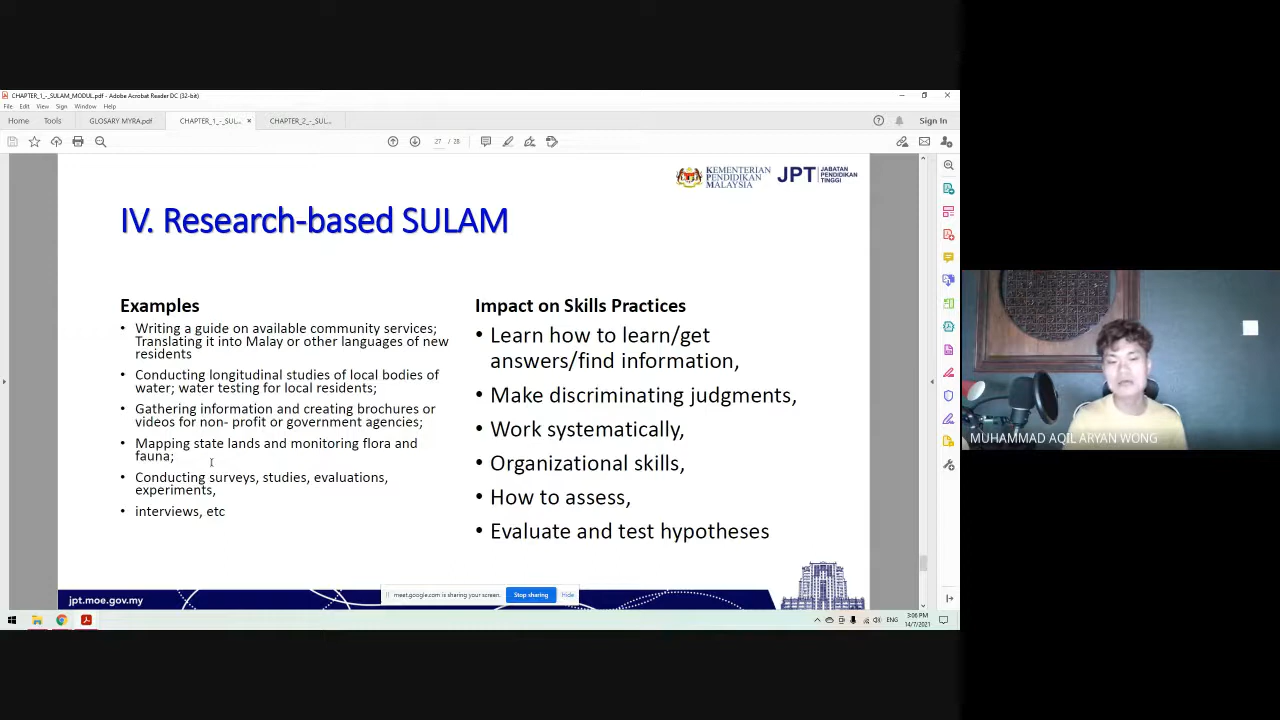 CHAPTER_1_-_SULAM_MODUL.pdf - Adobe Acrobat Reader DC (32-bit)
File Edit View Sign Window Help
Home Tools GLOSARY MYRA.pdf CHAPTER_1_-_SUL... × CHAPTER_2_-_SUL... Sign In
27 / 28
KEMENTERIAN
PENDIDIKAN
MALAYSIA
JPT JABATAN
PENDIDIKAN
TINGGI
IV. Research-based SULAM
Examples
• Writing a guide on available community services;
Translating it into Malay or other languages of new
residents
• Conducting longitudinal studies of local bodies of
water; water testing for local residents;
• Gathering information and creating brochures or
videos for non- profit or government agencies;
• Mapping state lands and monitoring flora and
fauna;
• Conducting surveys, studies, evaluations,
experiments,
• interviews, etc
Impact on Skills Practices
• Learn how to learn/get
answers/find information,
• Make discriminating judgments,
• Work systematically,
• Organizational skills,
• How to assess,
• Evaluate and test hypotheses
MUHAMMAD AQIL ARYAN WONG
jpt.moe.gov.my
meet.google.com is sharing your screen. Stop sharing Hide
ENG
3:06 PM
14/7/2021